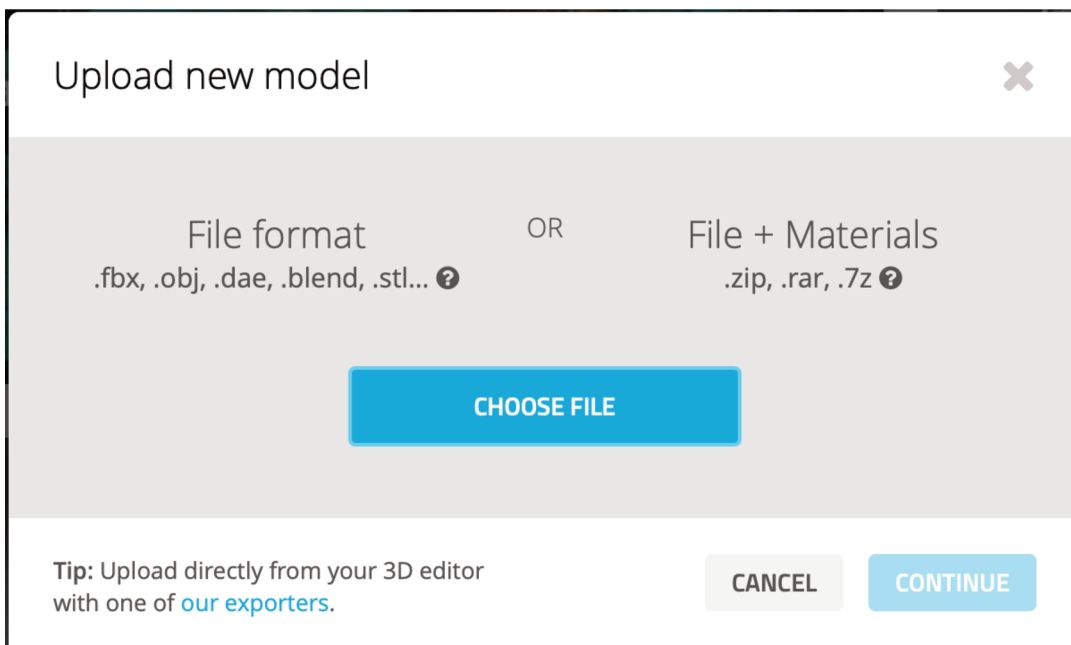 Upload new model
File format
.fbx, .obj, .dae, .blend, .stl...
OR
File + Materials
.zip, .rar, .7z
CHOOSE FILE
Tip: Upload directly from your 3D editor
with one of our exporters.
CANCEL
CONTINUE